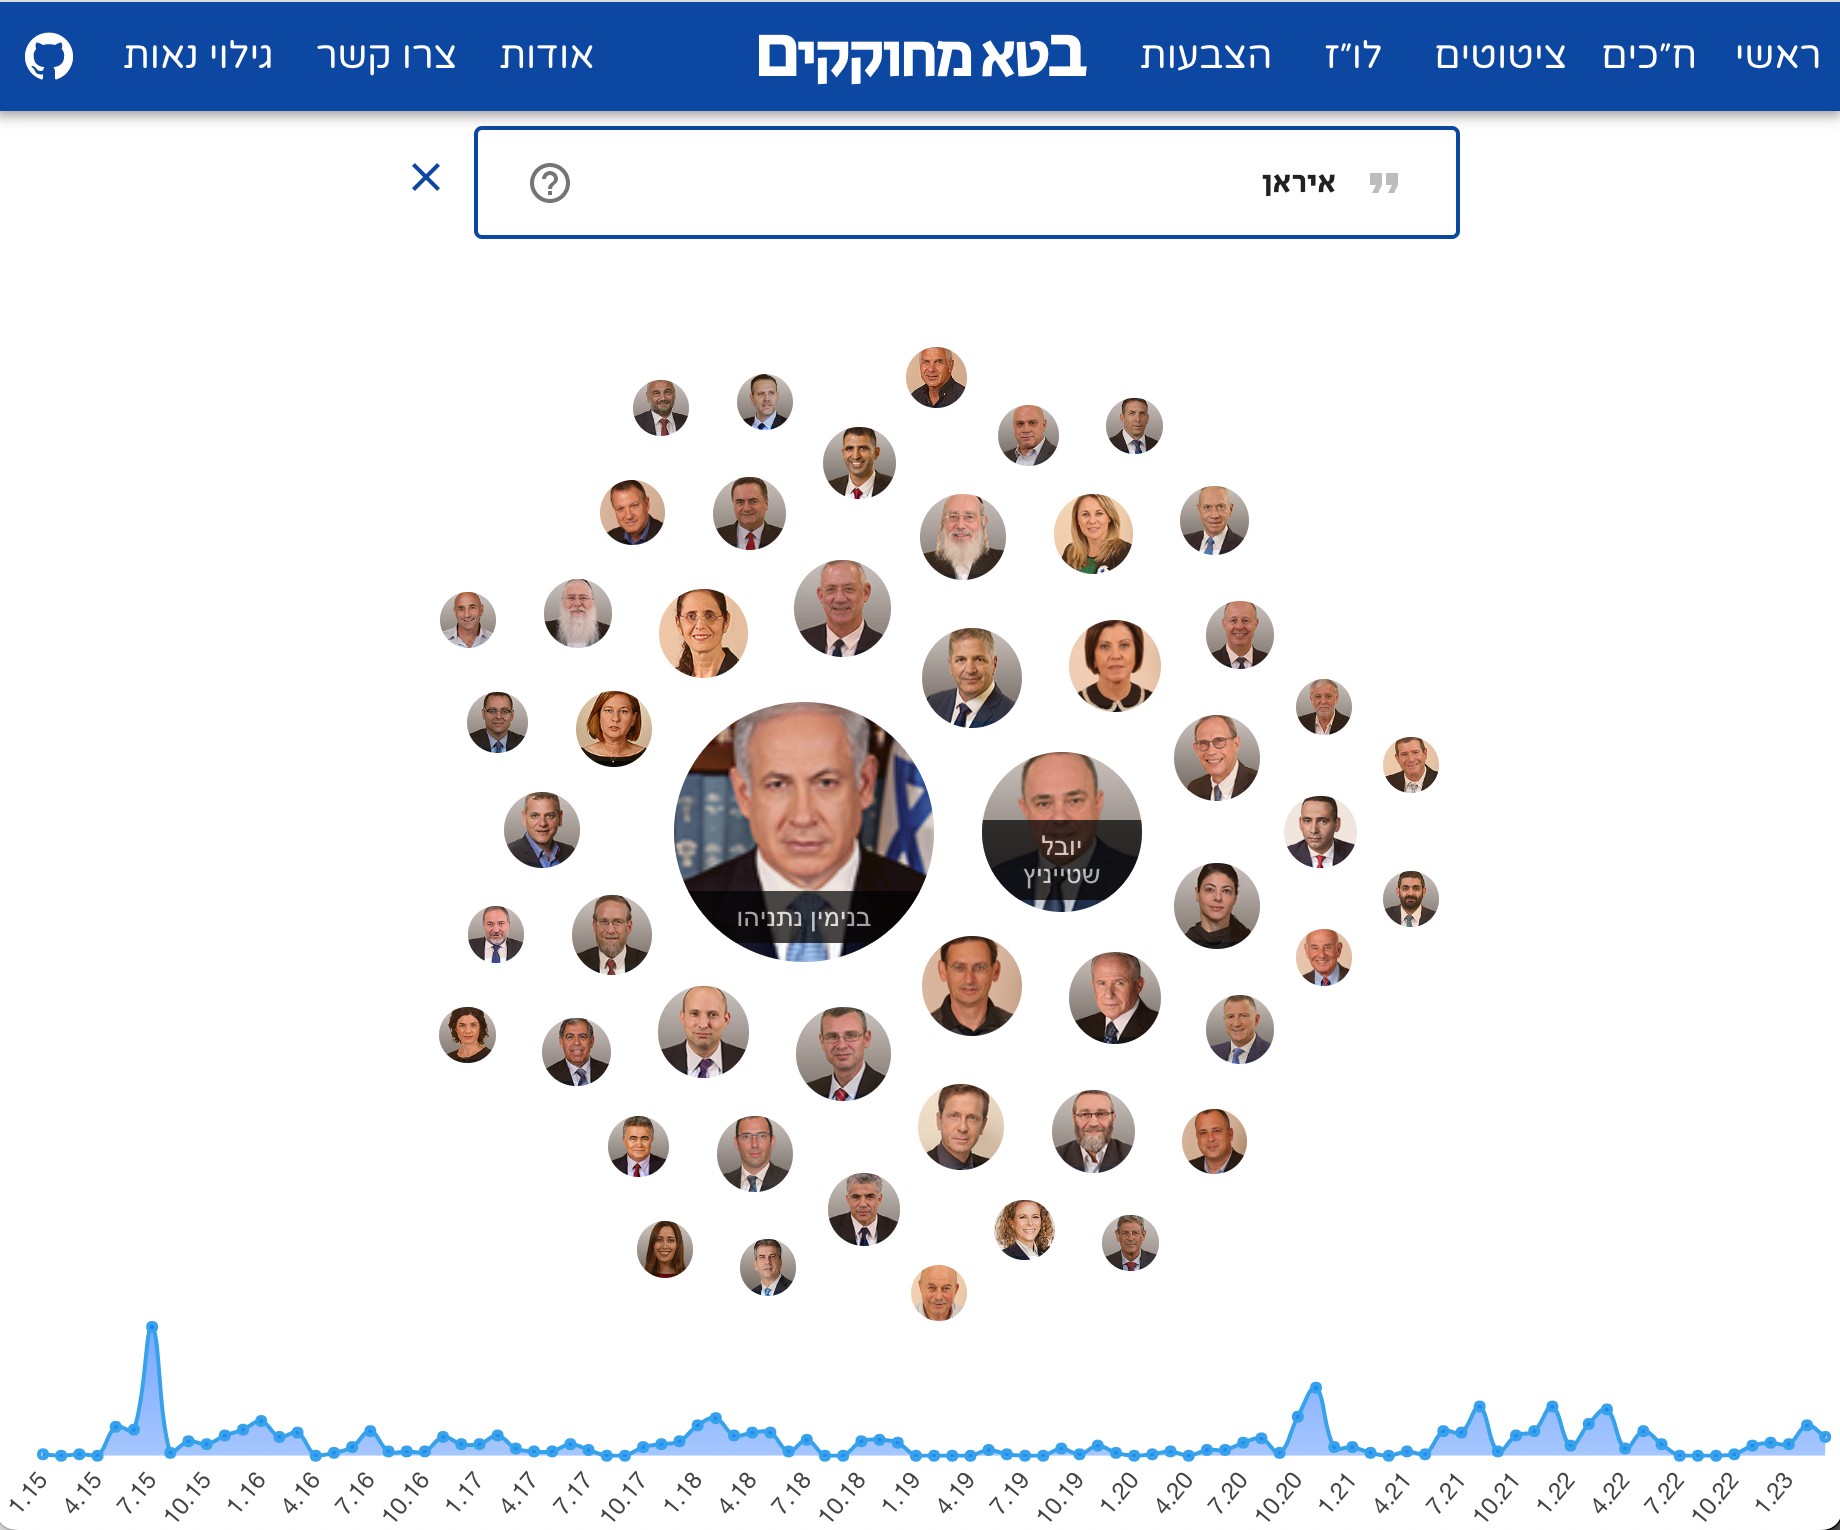 ראשי ח״כים ציטוטים לו״ז הצבעות בטא מחוקקים אודות צרו קשר גילוי נאות
איראן
יובל
שטייניץ
בנימין נתניהו
1.15 4.15 7.15 10.15 1.16 4.16 7.16 10.16 1.17 4.17 7.17 10.17 1.18 4.18 7.18 10.18 1.19 4.19 7.19 10.19 1.20 4.20 7.20 10.20 1.21 4.21 7.21 10.21 1.22 4.22 7.22 10.22 1.23